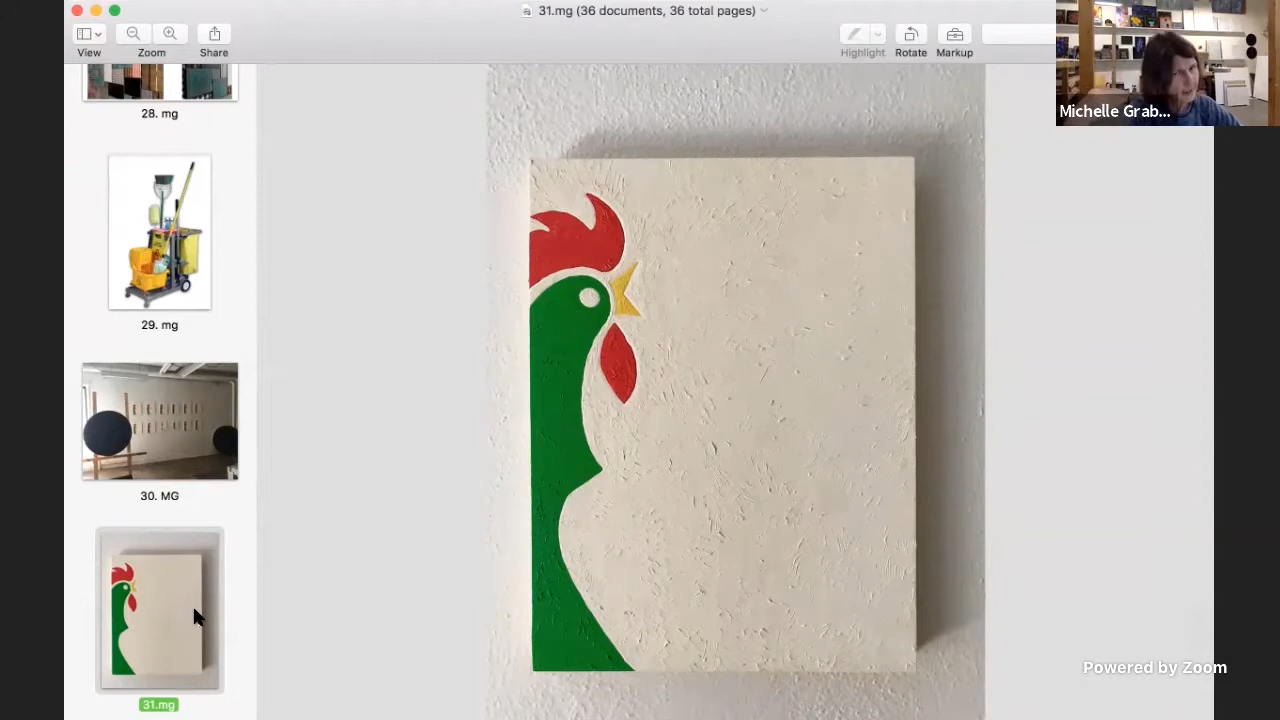 31.mg (36 documents, 36 total pages)
View
Zoom
Share
Highlight
Rotate
Markup
Michelle Grab...
28. mg
29. mg
30. MG
31.mg
Powered by Zoom